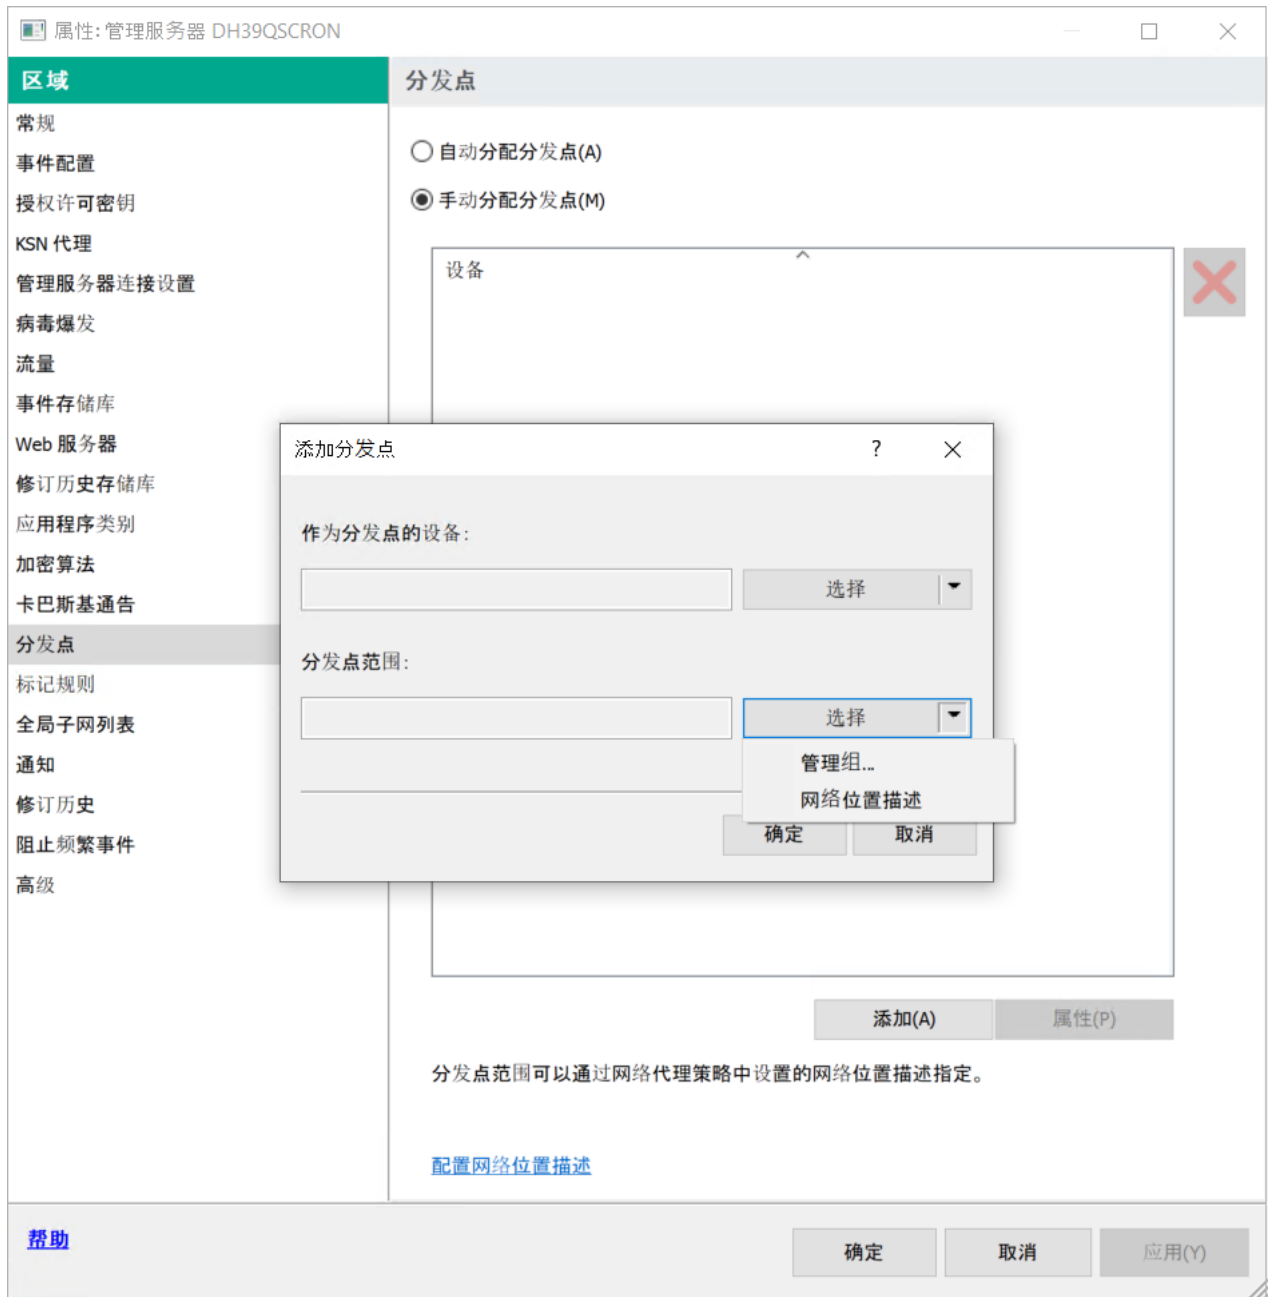 属性: 管理服务器 DH39QSCRON
区域
常规
事件配置
授权许可密钥
KSN 代理
管理服务器连接设置
病毒爆发
流量
事件存储库
Web 服务器
修订历史存储库
应用程序类别
加密算法
卡巴斯基通告
分发点
标记规则
全局子网列表
通知
修订历史
阻止频繁事件
高级
分发点
自动分配分发点(A)
手动分配分发点(M)
设备
添加分发点
?
作为分发点的设备:
选择
分发点范围:
选择
管理组...
网络位置描述
确定
取消
添加(A)
属性(P)
分发点范围可以通过网络代理策略中设置的网络位置描述指定。
配置网络位置描述
帮助
确定
取消
应用(Y)